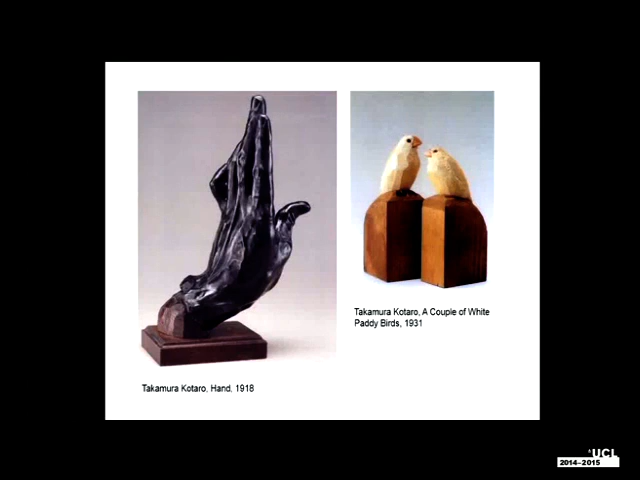 Takamura Kotaro, A Couple of White
Paddy Birds, 1931
Takamura Kotaro, Hand, 1918
UCL
2014–2015